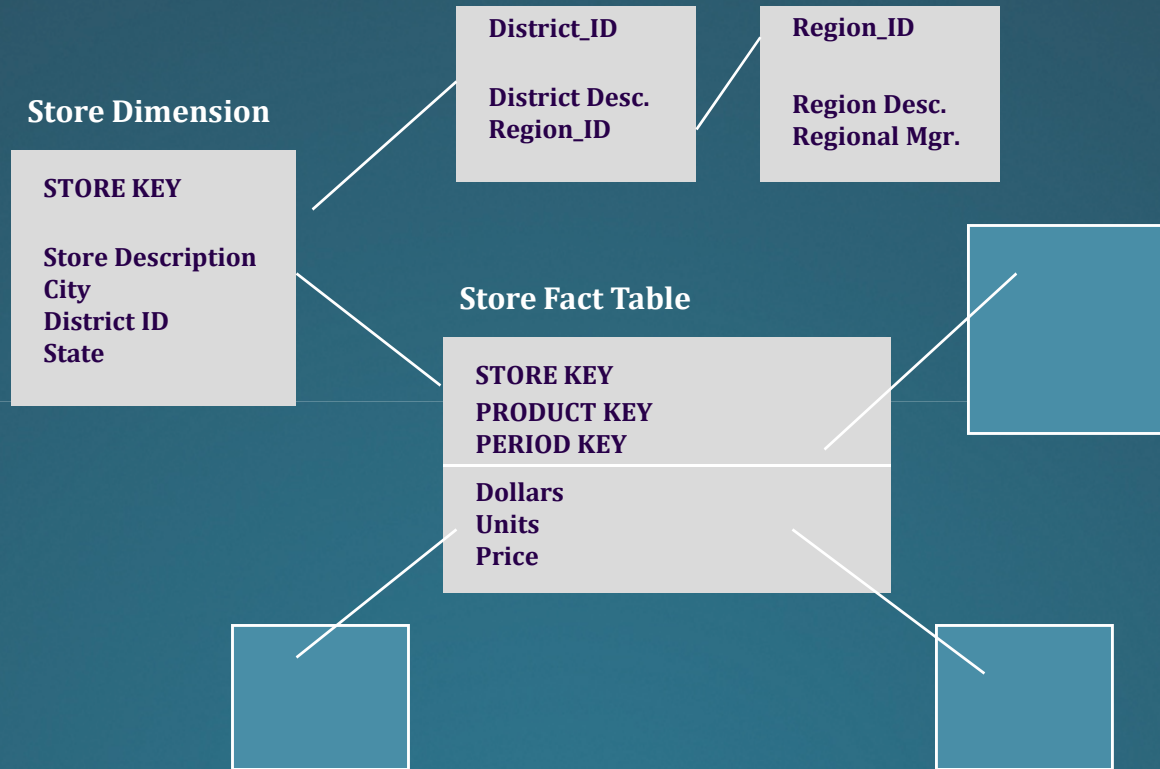 District_ID
District Desc.
Region_ID
Region_ID
Region Desc.
Regional Mgr.
Store Dimension
STORE KEY
Store Description
City
District ID
State
Store Fact Table
STORE KEY
PRODUCT KEY
PERIOD KEY
Dollars
Units
Price